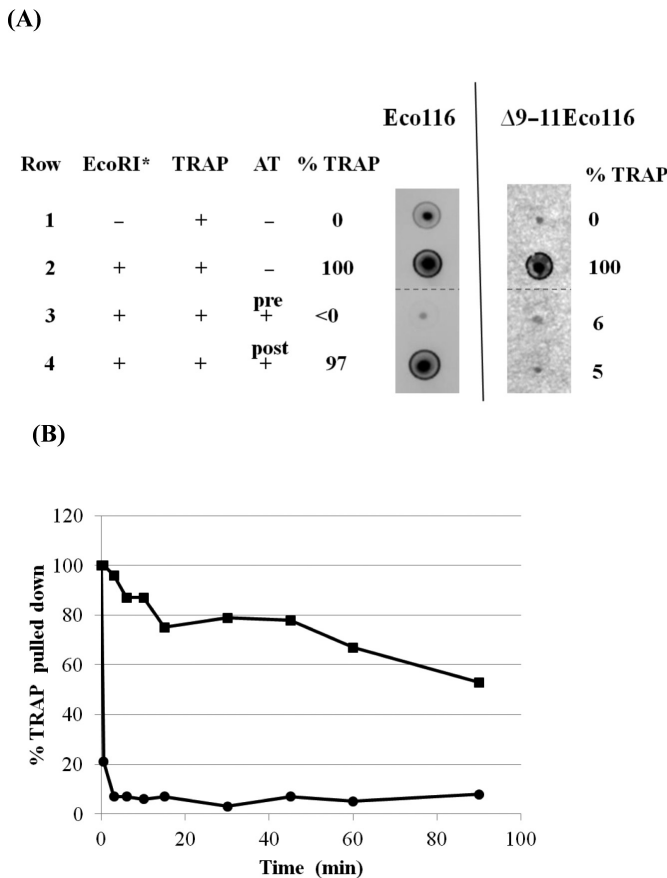 (A)
Eco116 Δ9–11Eco116
Row EcoRI* TRAP AT % TRAP
% TRAP
1 – + – 0 0
2 + + – 100 100
pre
3 + + + <0 6
post
4 + + + 97 5
(B)
120
100
80
60
40
20
0
% TRAP pulled down
0 20 40 60 80 100
Time (min)